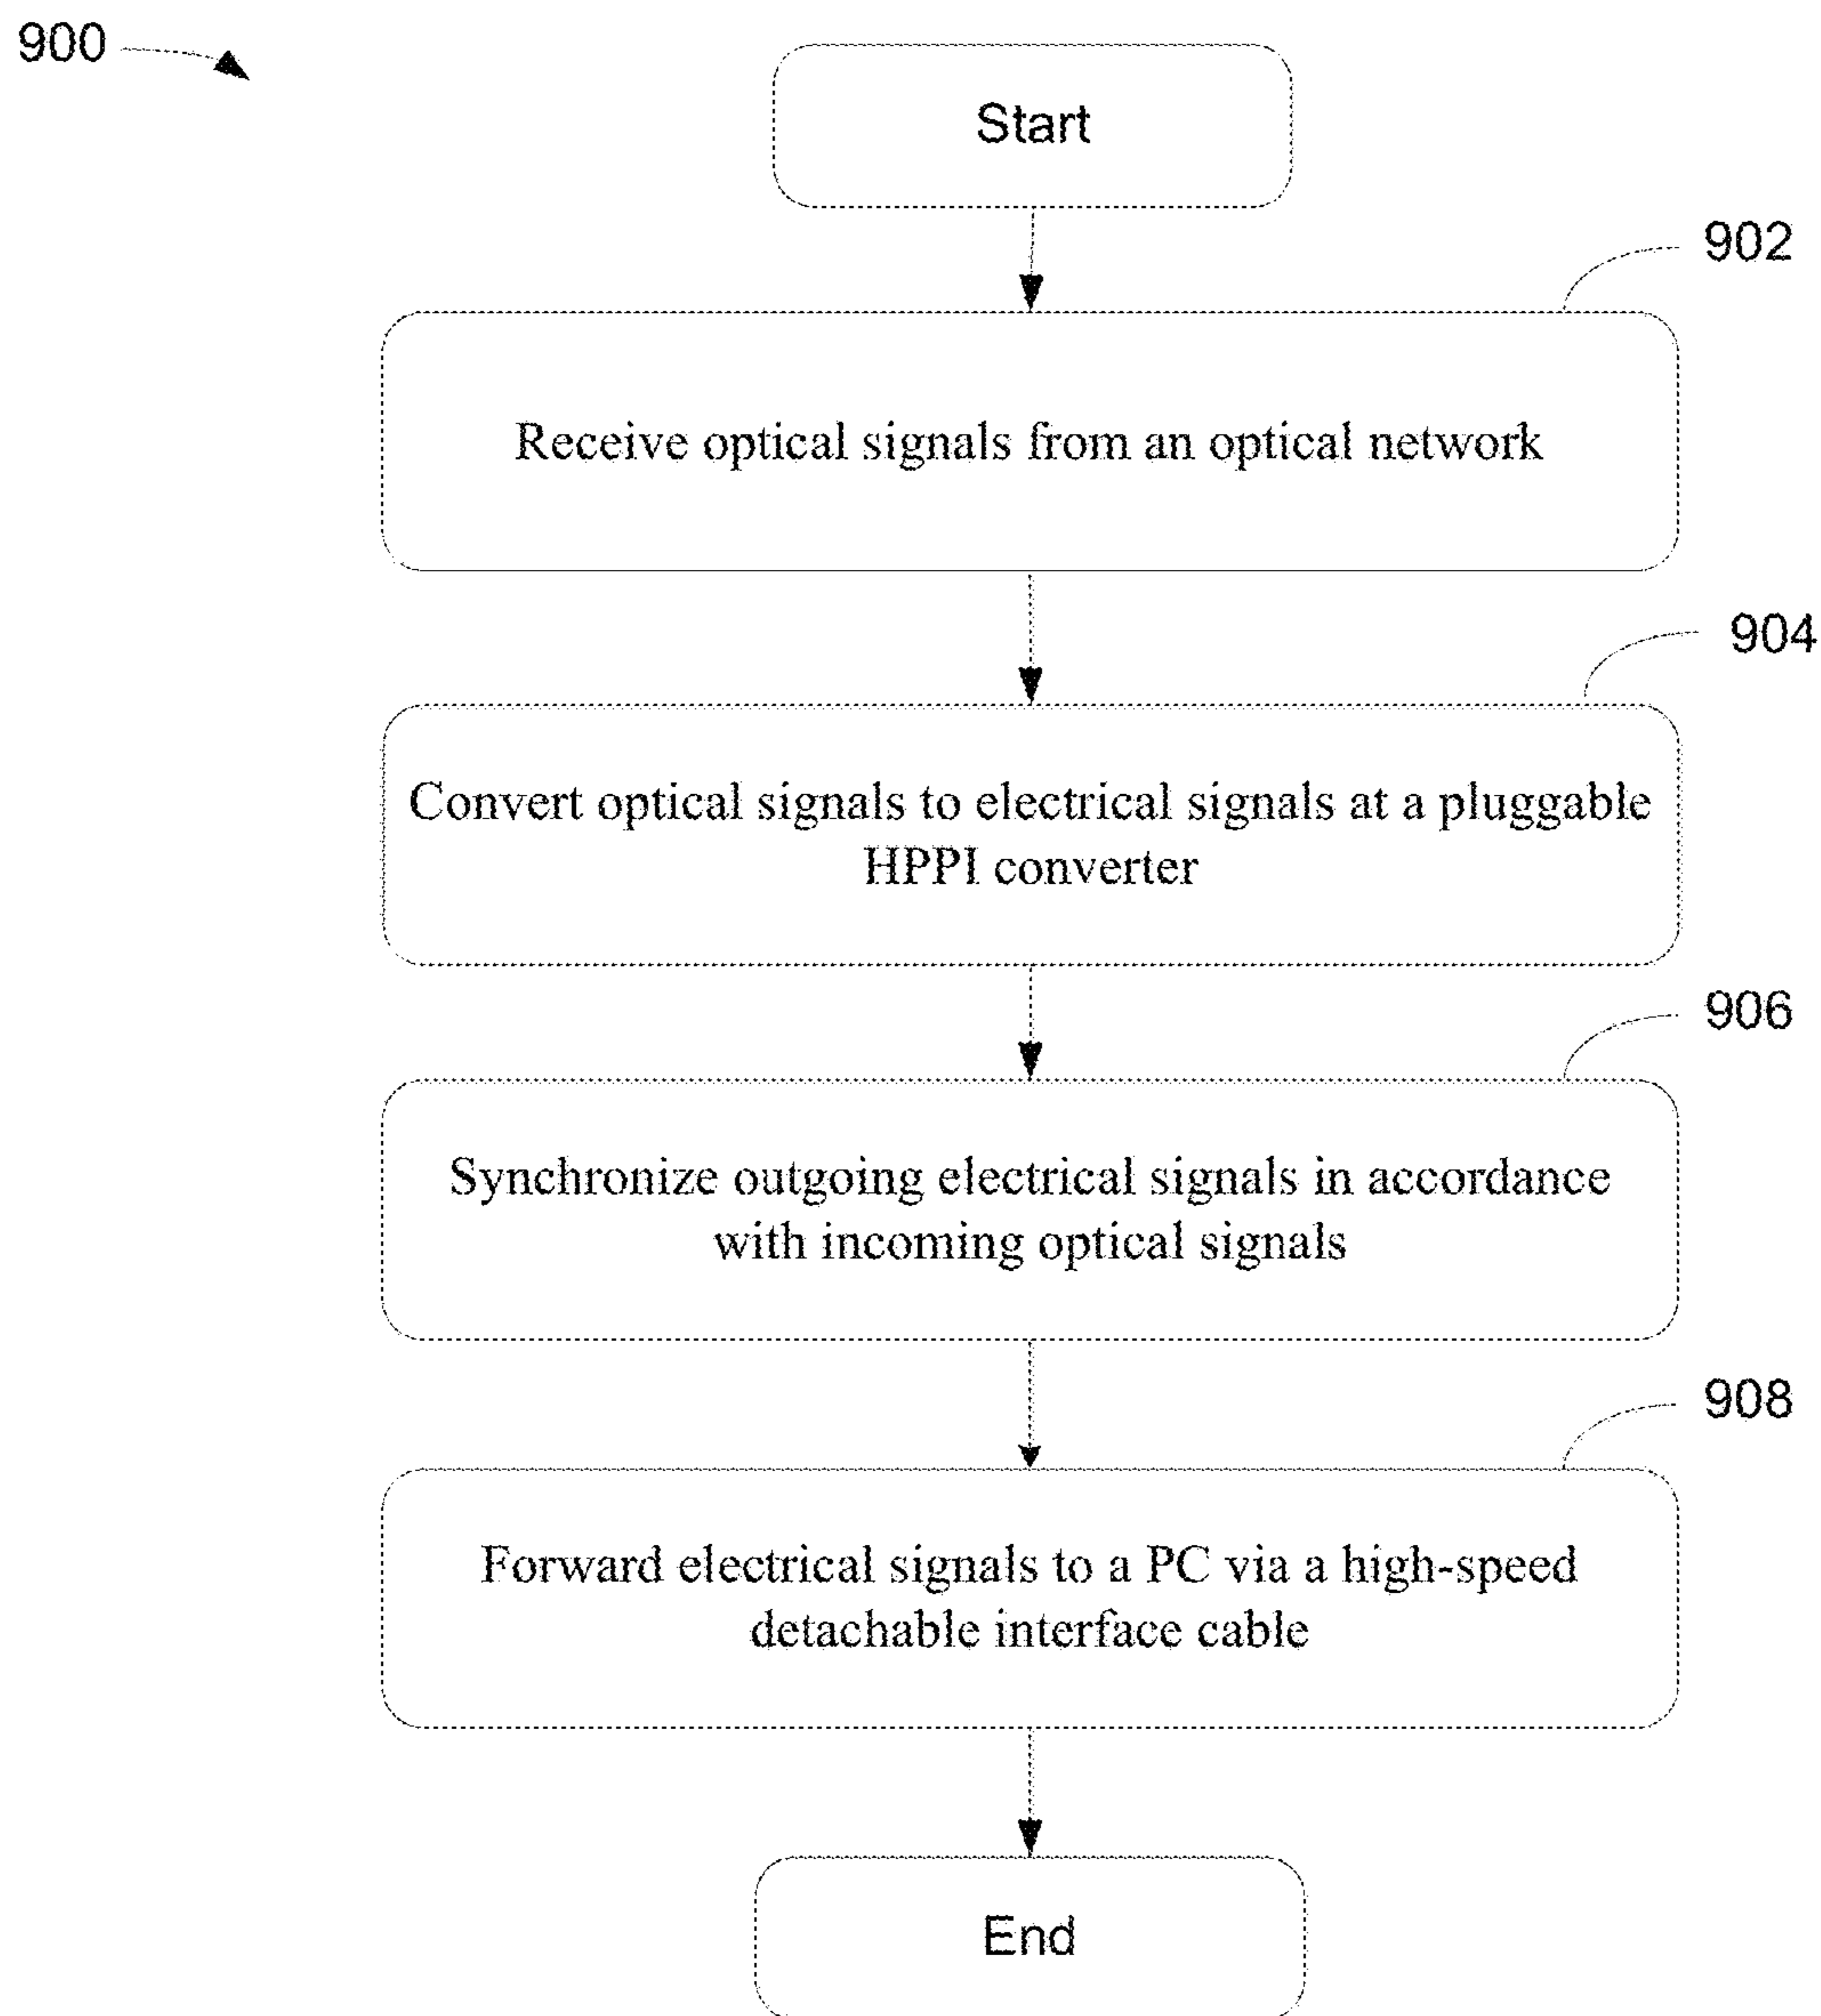 900
Start
902
Receive optical signals from an optical network
904
Convert optical signals to electrical signals at a pluggable
HPPI converter
906
Synchronize outgoing electrical signals in accordance
with incoming optical signals
908
Forward electrical signals to a PC via a high-speed
detachable interface cable
End